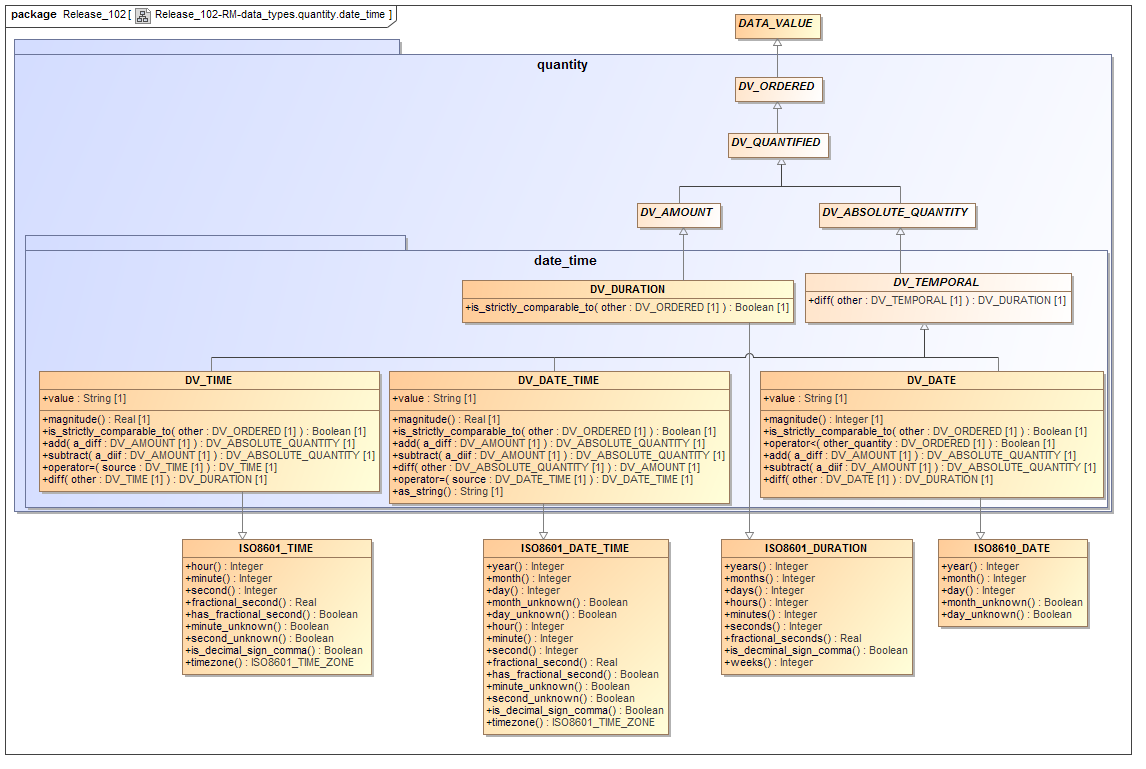 package Release_102 [ Release_102-RM-data_types.quantity.date_time ]
DATA_VALUE
quantity
DV_ORDERED
DV_QUANTIFIED
DV_AMOUNT
DV_ABSOLUTE_QUANTITY
date_time
DV_DURATION
+is_strictly_comparable_to( other : DV_ORDERED [1] ) : Boolean [1]
DV_TEMPORAL
+diff( other : DV_TEMPORAL [1] ) : DV_DURATION [1]
DV_TIME
+value : String [1]
+magnitude() : Real [1]
+is_strictly_comparable_to( other : DV_ORDERED [1] ) : Boolean [1]
+add( a_diff : DV_AMOUNT [1] ) : DV_ABSOLUTE_QUANTITY [1]
+subtract( a_diif : DV_AMOUNT [1] ) : DV_ABSOLUTE_QUANTITY [1]
+operator=( source : DV_TIME [1] ) : DV_TIME [1]
+diff( other : DV_TIME [1] ) : DV_DURATION [1]
DV_DATE_TIME
+value : String [1]
+magnitude() : Real [1]
+is_strictly_comparable_to( other : DV_ORDERED [1] ) : Boolean [1]
+add( a_diff : DV_AMOUNT [1] ) : DV_ABSOLUTE_QUANTITY [1]
+subtract( a_diif : DV_AMOUNT [1] ) : DV_ABSOLUTE_QUANTITY [1]
+diff( other : DV_ABSOLUTE_QUANTITY [1] ) : DV_AMOUNT [1]
+operator=( source : DV_DATE_TIME [1] ) : DV_DATE_TIME [1]
+as_string() : String [1]
DV_DATE
+value : String [1]
+magnitude() : Integer [1]
+is_strictly_comparable_to( other : DV_ORDERED [1] ) : Boolean [1]
+operator<( other_quantity : DV_ORDERED [1] ) : Boolean [1]
+add( a_diff : DV_AMOUNT [1] ) : DV_ABSOLUTE_QUANTITY [1]
+subtract( a_diif : DV_AMOUNT [1] ) : DV_ABSOLUTE_QUANTITY [1]
+diff( other : DV_DATE [1] ) : DV_DURATION [1]
ISO8601_TIME
+hour() : Integer
+minute() : Integer
+second() : Integer
+fractional_second() : Real
+has_fractional_second() : Boolean
+minute_unknown() : Boolean
+second_unknown() : Boolean
+is_decimal_sign_comma() : Boolean
+timezone() : ISO8601_TIME_ZONE
ISO8601_DATE_TIME
+year() : Integer
+month() : Integer
+day() : Integer
+month_unknown() : Boolean
+day_unknown() : Boolean
+hour() : Integer
+minute() : Integer
+second() : Integer
+fractional_second() : Real
+has_fractional_second() : Boolean
+minute_unknown() : Boolean
+second_unknown() : Boolean
+is_decimal_sign_comma() : Boolean
+timezone() : ISO8601_TIME_ZONE
ISO8601_DURATION
+years() : Integer
+months() : Integer
+days() : Integer
+hours() : Integer
+minutes() : Integer
+seconds() : Integer
+fractional_seconds() : Real
+is_decminal_sign_comma() : Boolean
+weeks() : Integer
ISO8610_DATE
+year() : Integer
+month() : Integer
+day() : Integer
+month_unknown() : Boolean
+day_unknown() : Boolean